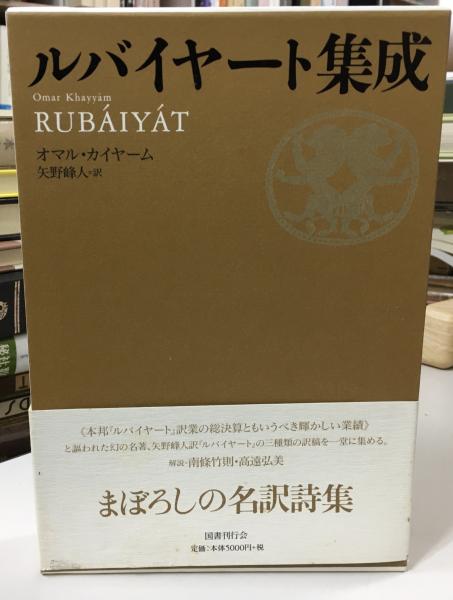 ルバイヤート集成
Omar Khayyám
RUBÁIYÁT
オマル・カイヤーム
矢野峰人・訳
《本邦『ルバイヤート』訳業の総決算ともいうべき輝かしい業績》
と謳われた幻の名著、矢野峰人訳『ルバイヤート』の三種類の訳稿を一堂に集める。
解説・南條竹則・高遠弘美
まぼろしの名訳詩集
国書刊行会
定価：本体5000円+税